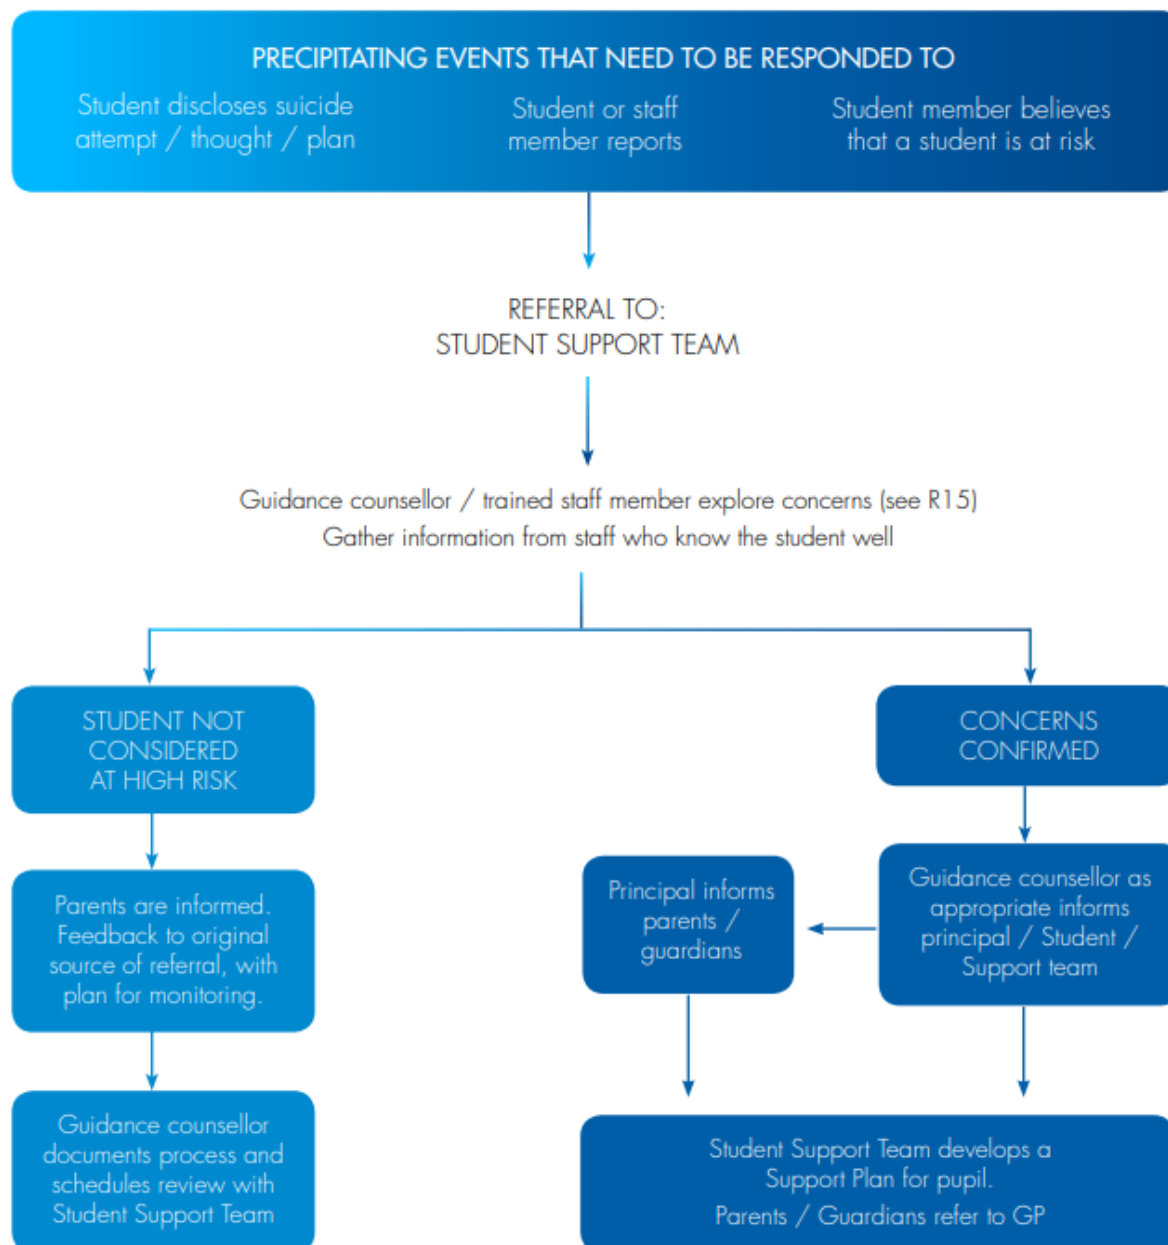 PRECIPITATING EVENTS THAT NEED TO BE RESPONDED TO
Student discloses suicide
attempt / thought / plan
Student or staff
member reports
Student member believes
that a student is at risk
REFERRAL TO:
STUDENT SUPPORT TEAM
Guidance counsellor / trained staff member explore concerns (see R15)
Gather information from staff who know the student well
STUDENT NOT
CONSIDERED
AT HIGH RISK
CONCERNS
CONFIRMED
Parents are informed.
Feedback to original
source of referral, with
plan for monitoring.
Principal informs
parents /
guardians
Guidance counsellor as
appropriate informs
principal / Student /
Support team
Guidance counsellor
documents process and
schedules review with
Student Support Team
Student Support Team develops a
Support Plan for pupil.
Parents / Guardians refer to GP